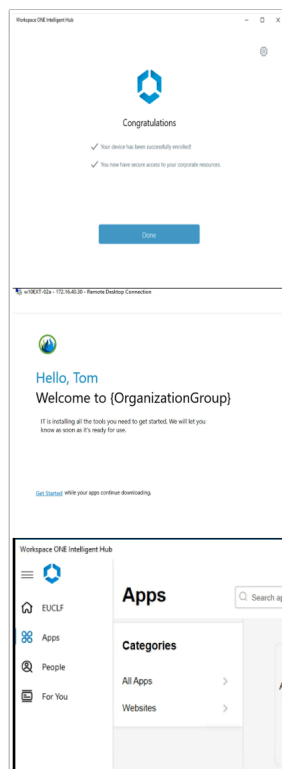 Workspace ONE Intelligent Hub
Congratulations
Your device has been successfully enrolled!
You now have secure access to your corporate resources.
Done
w10EXT-02a - 172.16.40.30 - Remote Desktop Connection
Hello, Tom
Welcome to {OrganizationGroup}
IT is installing all the tools you need to get started. We will let you
know as soon as it's ready for use.
Get Started while your apps continue downloading.
Workspace ONE Intelligent Hub
EUCLF
Apps
People
For You
Apps
Search ap
Categories
All Apps
Websites
A